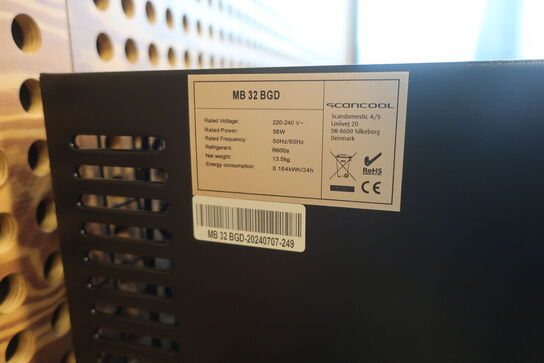 MB 32 BGD
Rated Voltage: 220-240 V~
Rated Power: 58W
Rated Frequency: 50Hz/60Hz
Refrigerant: R600a
Net weight: 13.5kg
Energy consumption: 0.164kWh/24h
SCANCOOL
Scandomestic A/S
Linåvej 20
DK-8600 Silkeborg
Denmark
RoHS
CE
MB 32 BGD-20240707-249